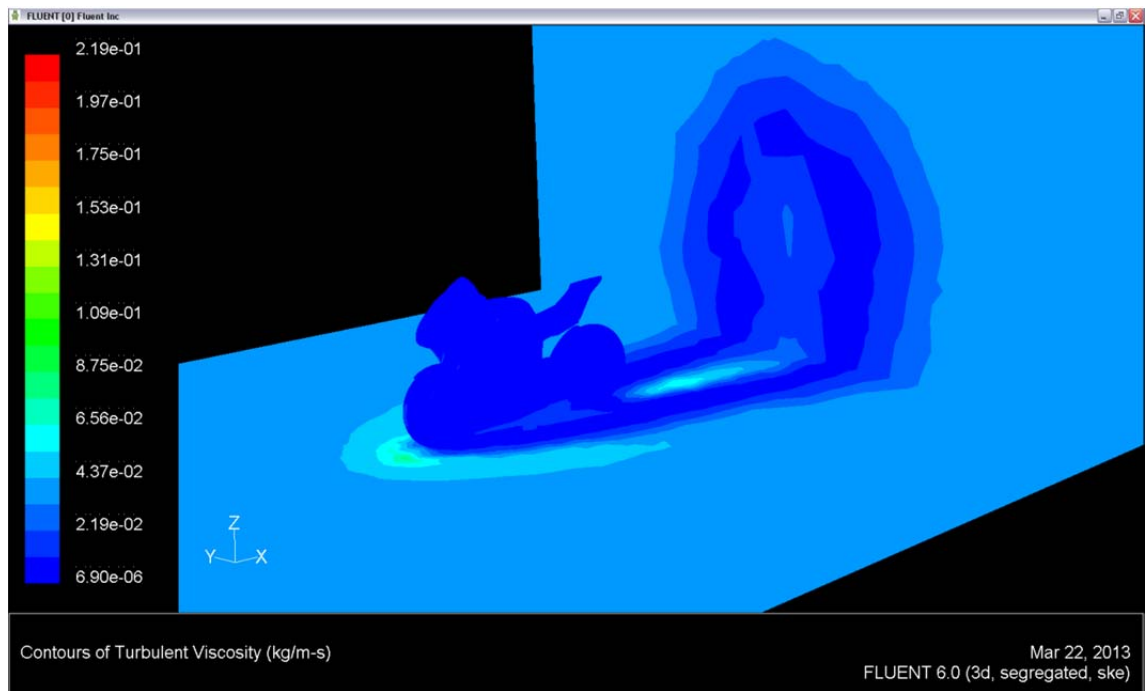 FLUENT [0] Fluent Inc
2.19e-01
1.97e-01
1.75e-01
1.53e-01
1.31e-01
1.09e-01
8.75e-02
6.56e-02
4.37e-02
2.19e-02
6.90e-06
Z
Y X
Contours of Turbulent Viscosity (kg/m-s)
Mar 22, 2013
FLUENT 6.0 (3d, segregated, ske)